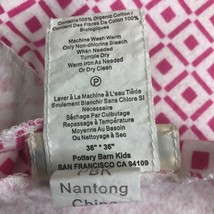 Contains 100% Organic Cotton /
Contient Des Fibres De Coton 100%
Biologiques
Machine Wash Warm
Only Non-Chlorine Bleach
When Needed
Tumble Dry
Warm Iron As Needed
Or Dry Clean
P
Laver À La Machine À L'eau Tiède
Blanchir Sans Chlore Si
Nécessaire
Séchage Par Culbutage
Repassage À Température
Moyenne Au Besoin
Ou Nettoyage à Sec
36" * 36"
Pottery Barn Kids
SAN FRANCISCO CA 94109
PBK
Nantong
China